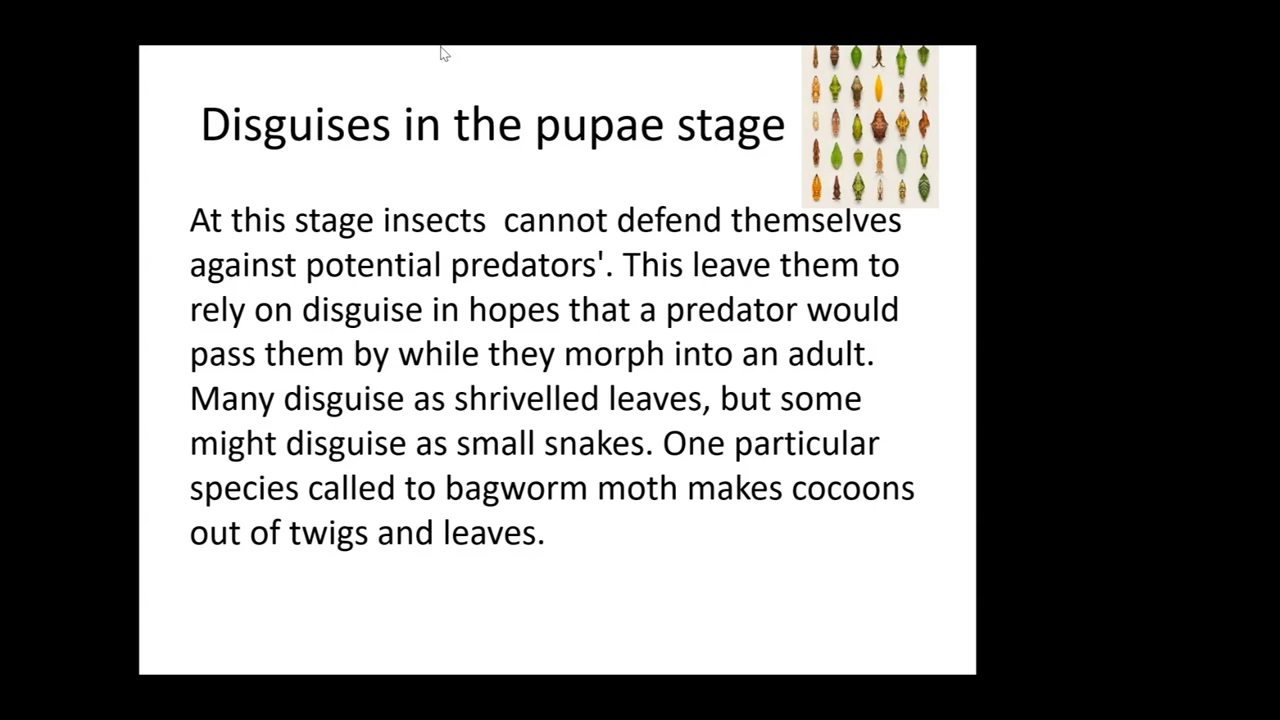 Disguises in the pupae stage
At this stage insects  cannot defend themselves
against potential predators'. This leave them to
rely on disguise in hopes that a predator would
pass them by while they morph into an adult.
Many disguise as shrivelled leaves, but some
might disguise as small snakes. One particular
species called to bagworm moth makes cocoons
out of twigs and leaves.